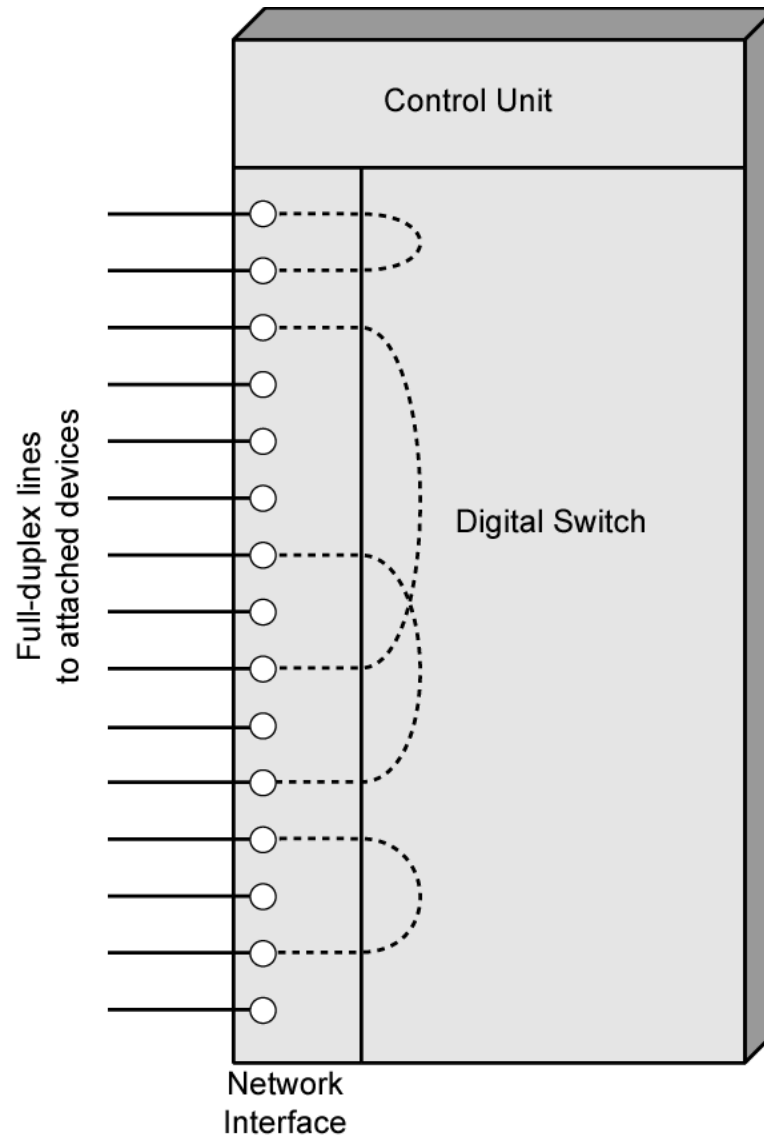 Control Unit
Full-duplex lines
to attached devices
Digital Switch
Network
Interface